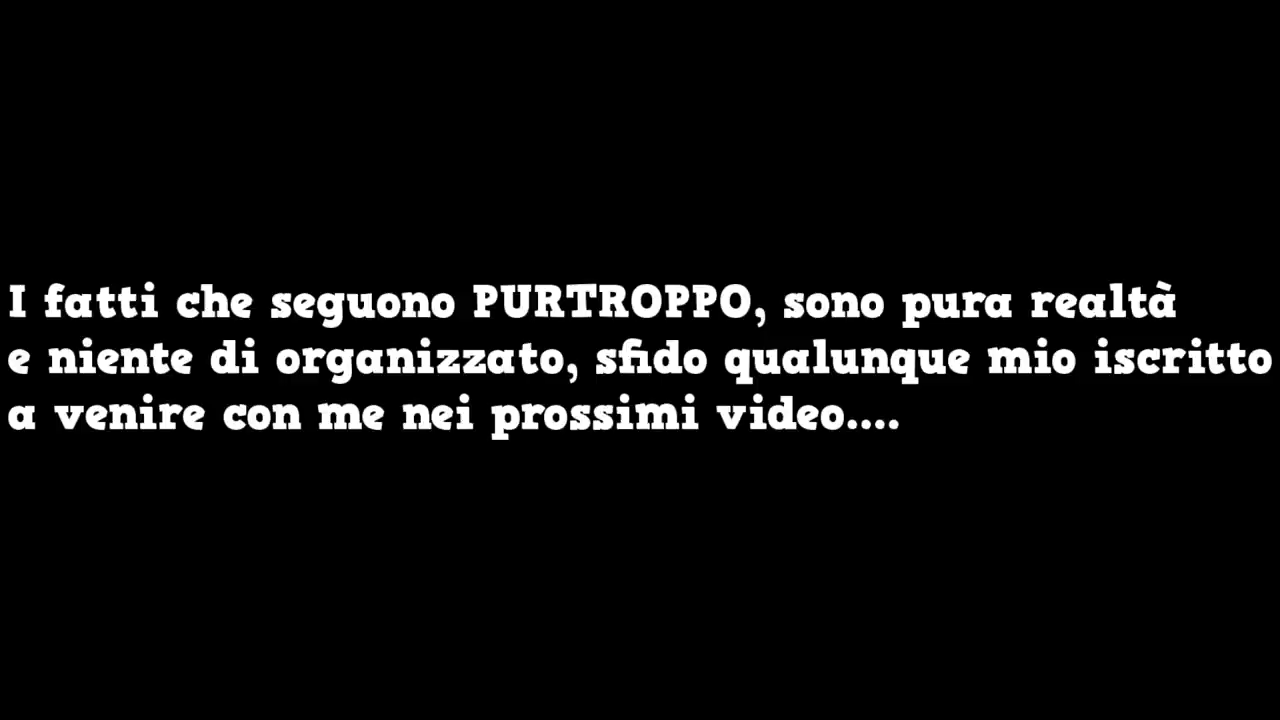 I fatti che seguono PURTROPPO, sono pura realtà
e niente di organizzato, sfido qualunque mio iscritto
a venire con me nei prossimi video....